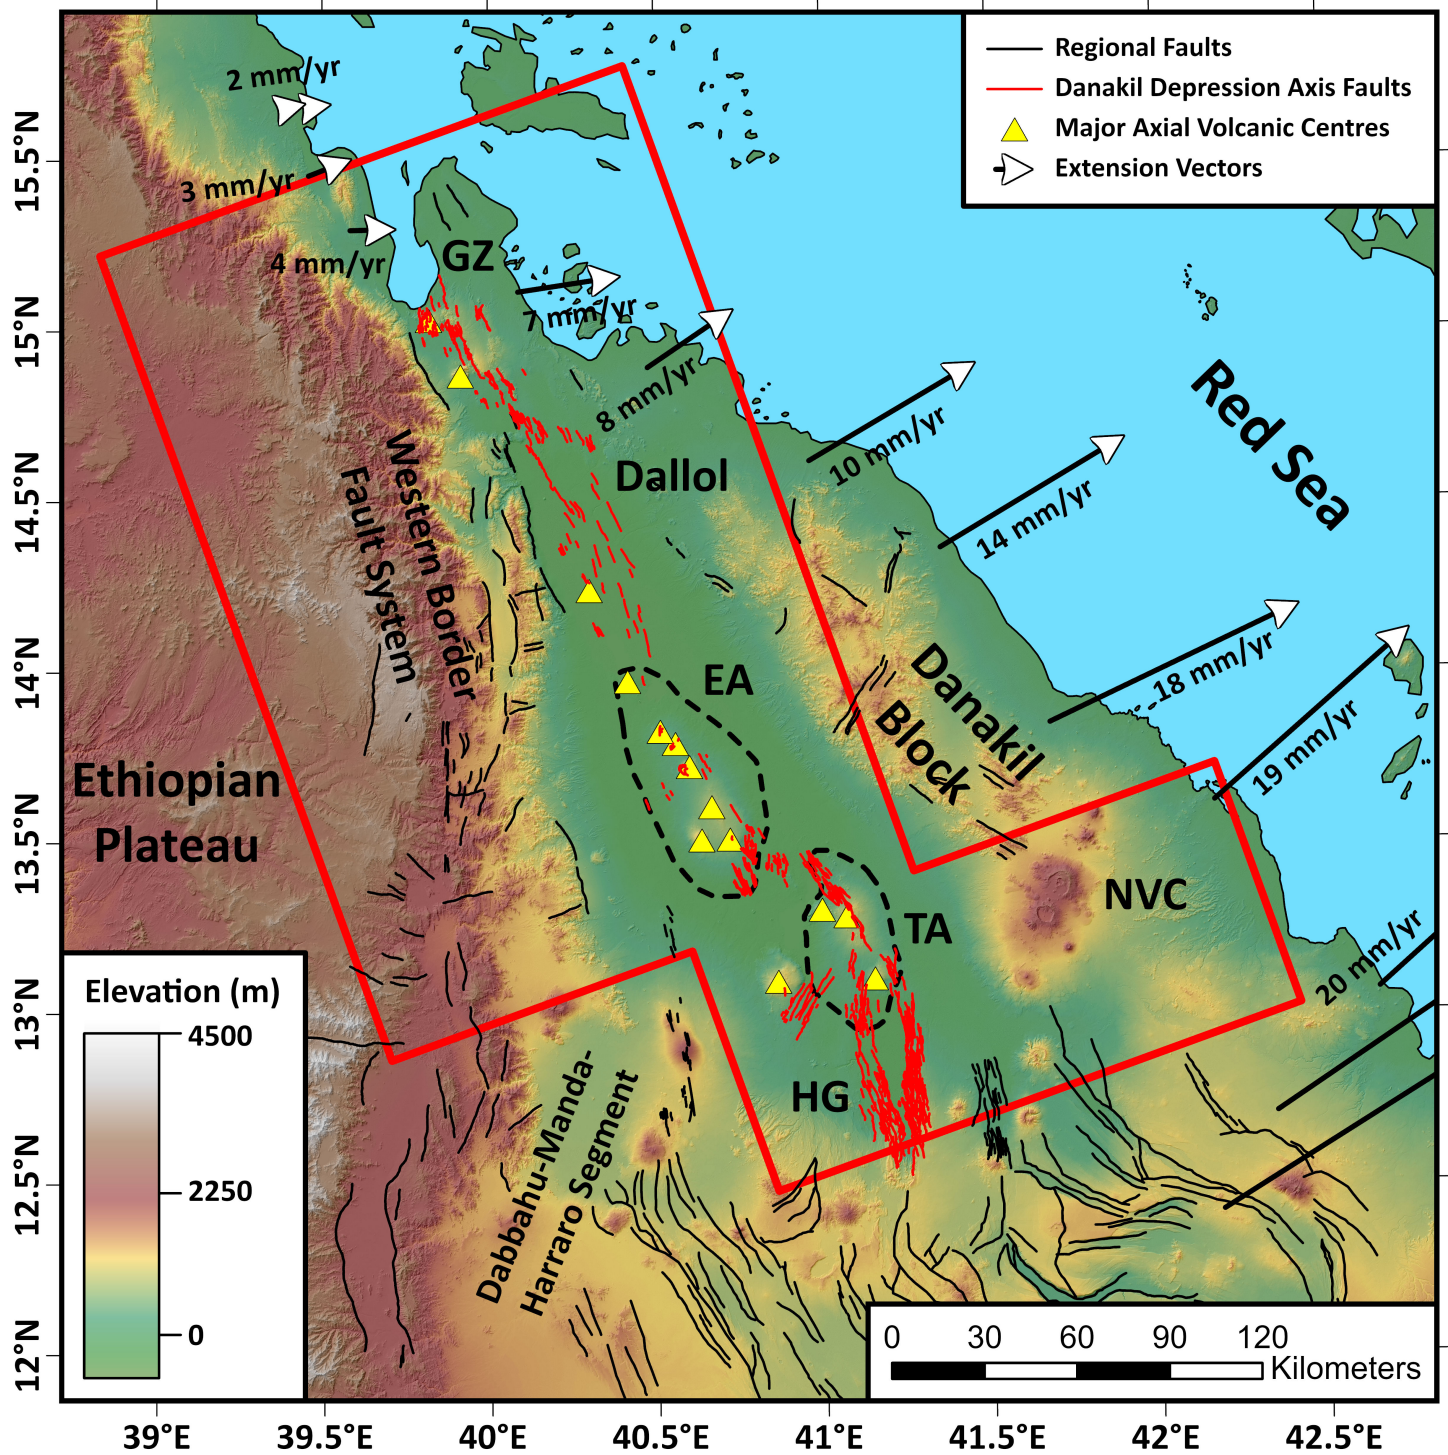 Regional Faults
Danakil Depression Axis Faults
Major Axial Volcanic Centres
Extension Vectors
2 mm/yr
3 mm/yr
4 mm/yr
GZ
7 mm/yr
8 mm/yr
10 mm/yr
14 mm/yr
18 mm/yr
19 mm/yr
20 mm/yr
Red Sea
Dallol
Western Border
Fault System
EA
Danakil
Block
Ethiopian
Plateau
NVC
TA
HG
Dabbahu-Manda-
Harraro Segment
Elevation (m)
4500
2250
0
0 30 60 90 120
Kilometers
15.5°N
15°N
14.5°N
14°N
13.5°N
13°N
12.5°N
12°N
39°E 39.5°E 40°E 40.5°E 41°E 41.5°E 42°E 42.5°E